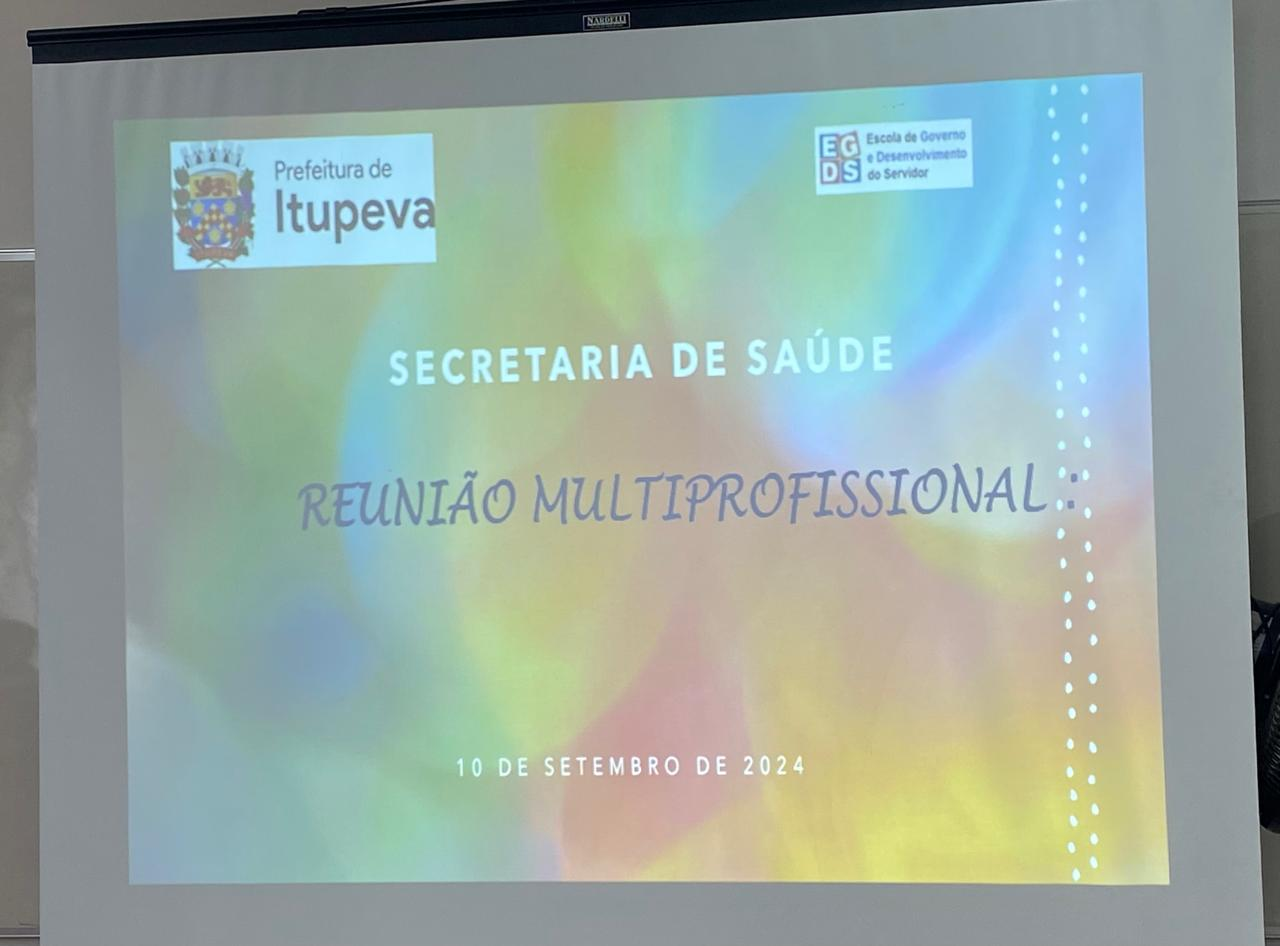 NARDELLI
Prefeitura de
Itupeva
EG
DS
Escola de Governo
e Desenvolvimento
do Servidor
SECRETARIA DE SAÚDE
REUNIÃO MULTIPROFISSIONAL :
10 DE SETEMBRO DE 2024